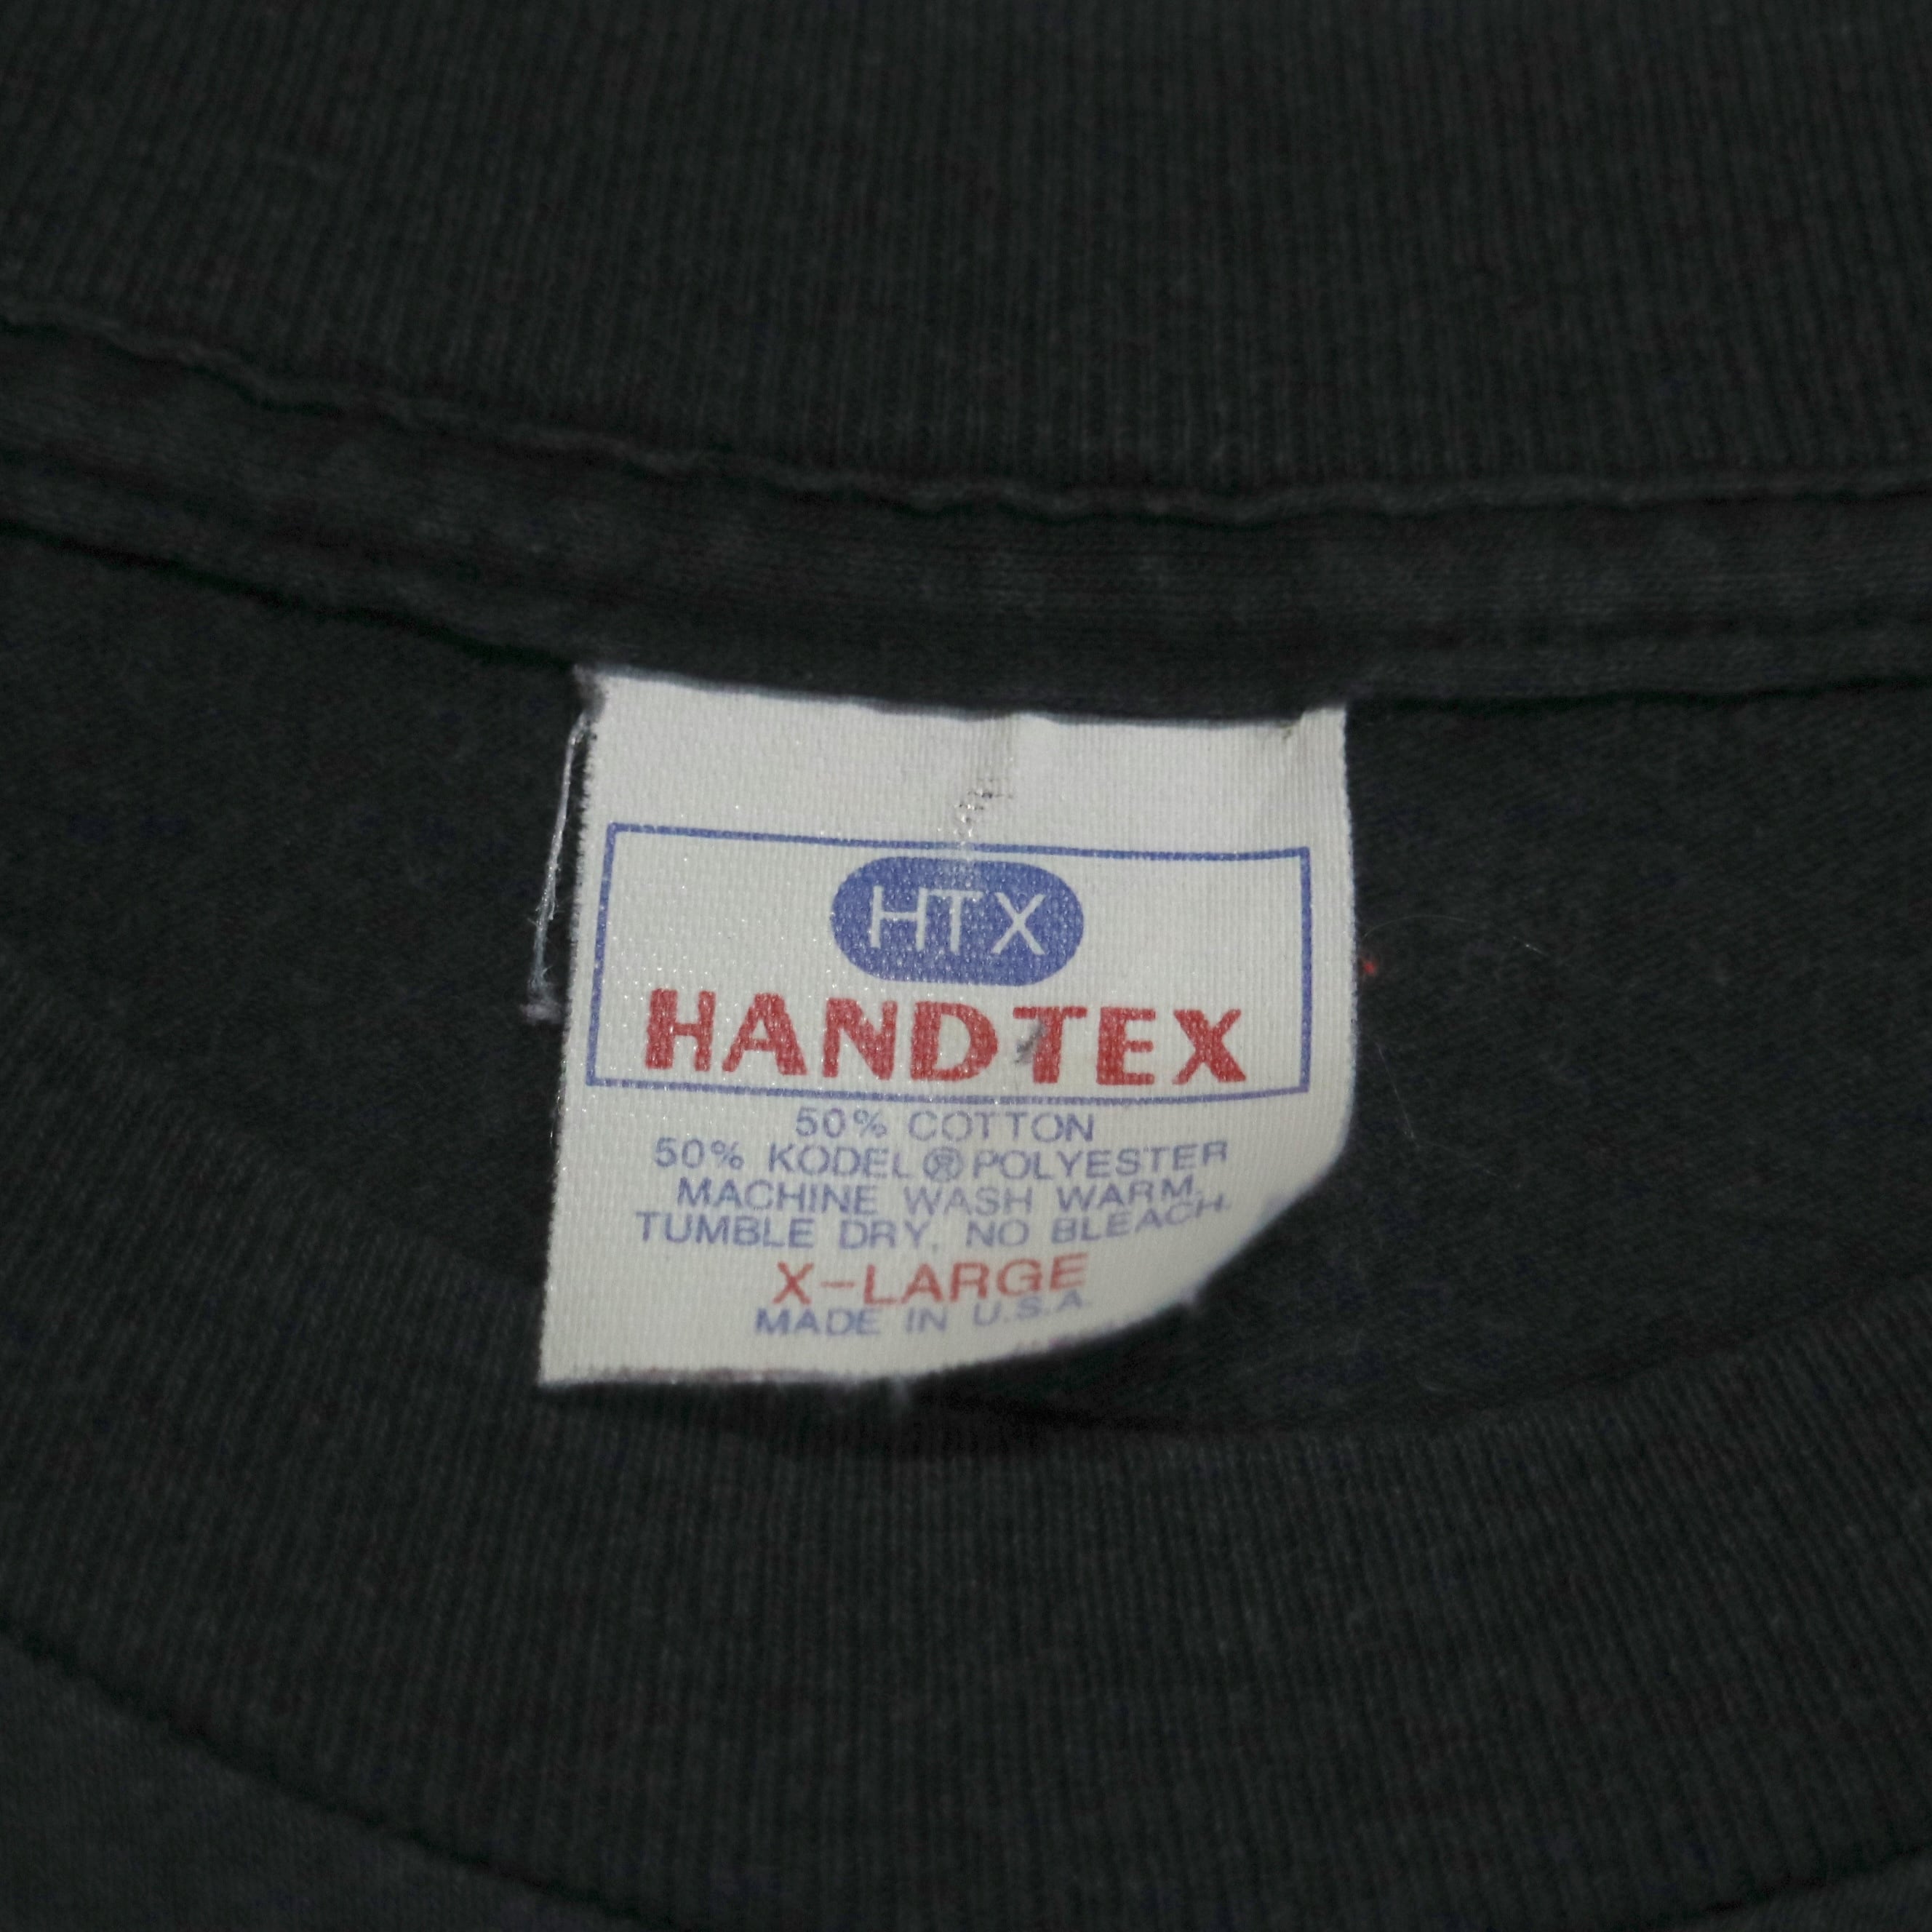 HTX
HANDTEX
50% COTTON
50% KODEL® POLYESTER
MACHINE WASH WARM,
TUMBLE DRY, NO BLEACH.
X-LARGE
MADE IN U.S.A.